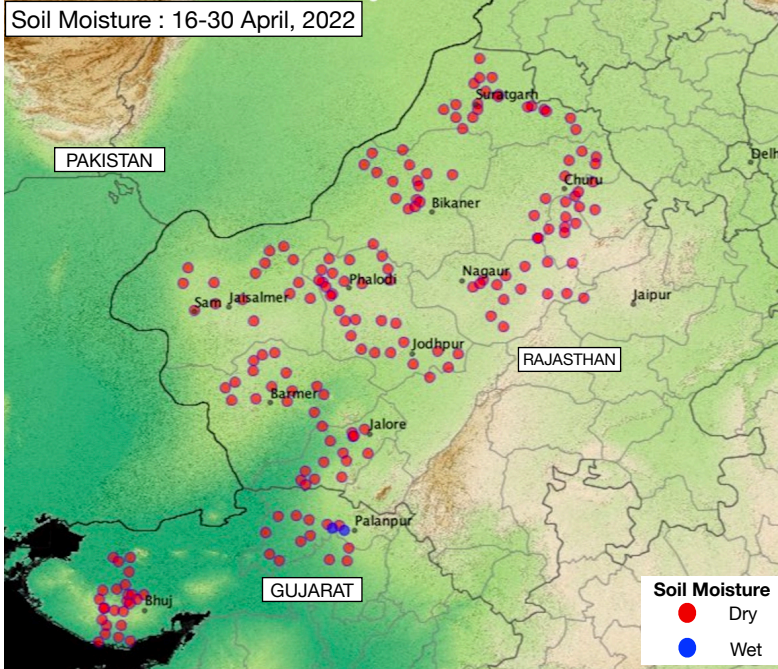 Soil Moisture : 16-30 April, 2022
Suratgarh
PAKISTAN
Delh
Churu
Bikaner
Phalodi
Nagaur
Sam
Jaisalmer
Jaipur
Jodhpur
RAJASTHAN
Barmer
Jalore
Palanpur
GUJARAT
Bhuj
Soil Moisture
Dry
Wet